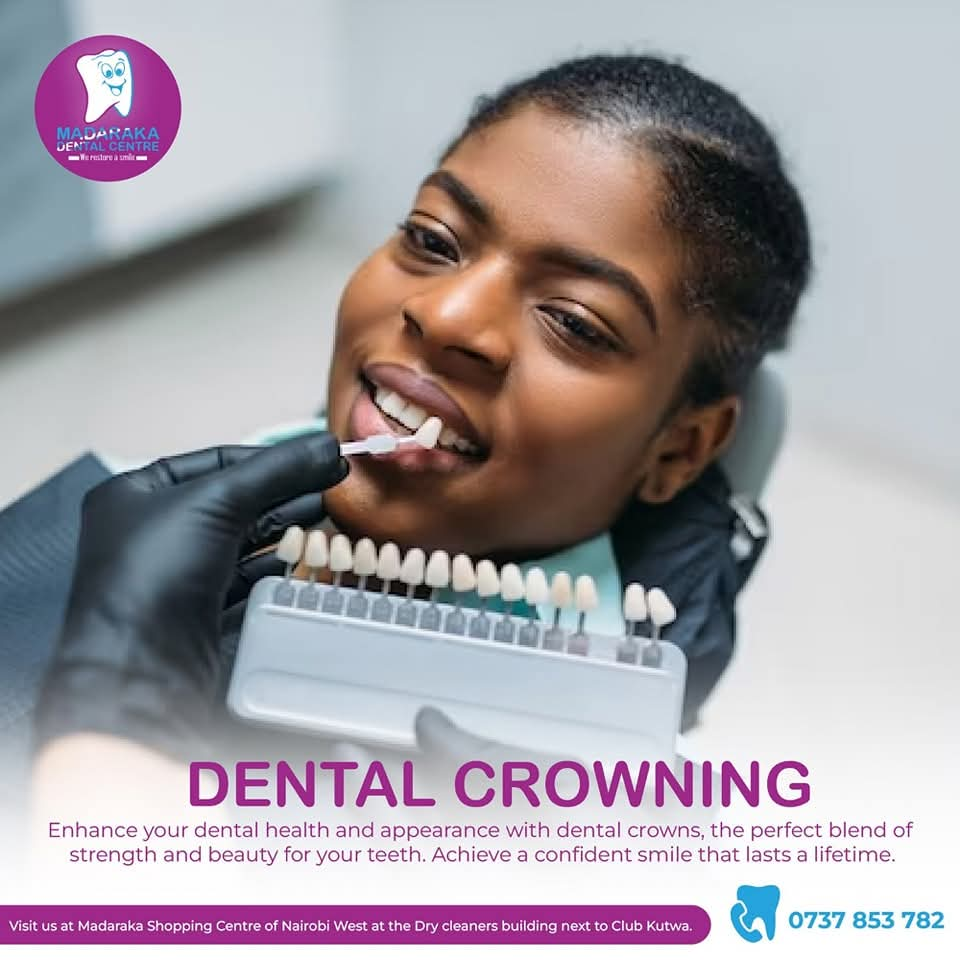 MADARAKA
DENTAL CENTRE
We restore a smile
DENTAL CROWNING
Enhance your dental health and appearance with dental crowns, the perfect blend of
strength and beauty for your teeth. Achieve a confident smile that lasts a lifetime.
Visit us at Madaraka Shopping Centre of Nairobi West at the Dry cleaners building next to Club Kutwa.
0737 853 782